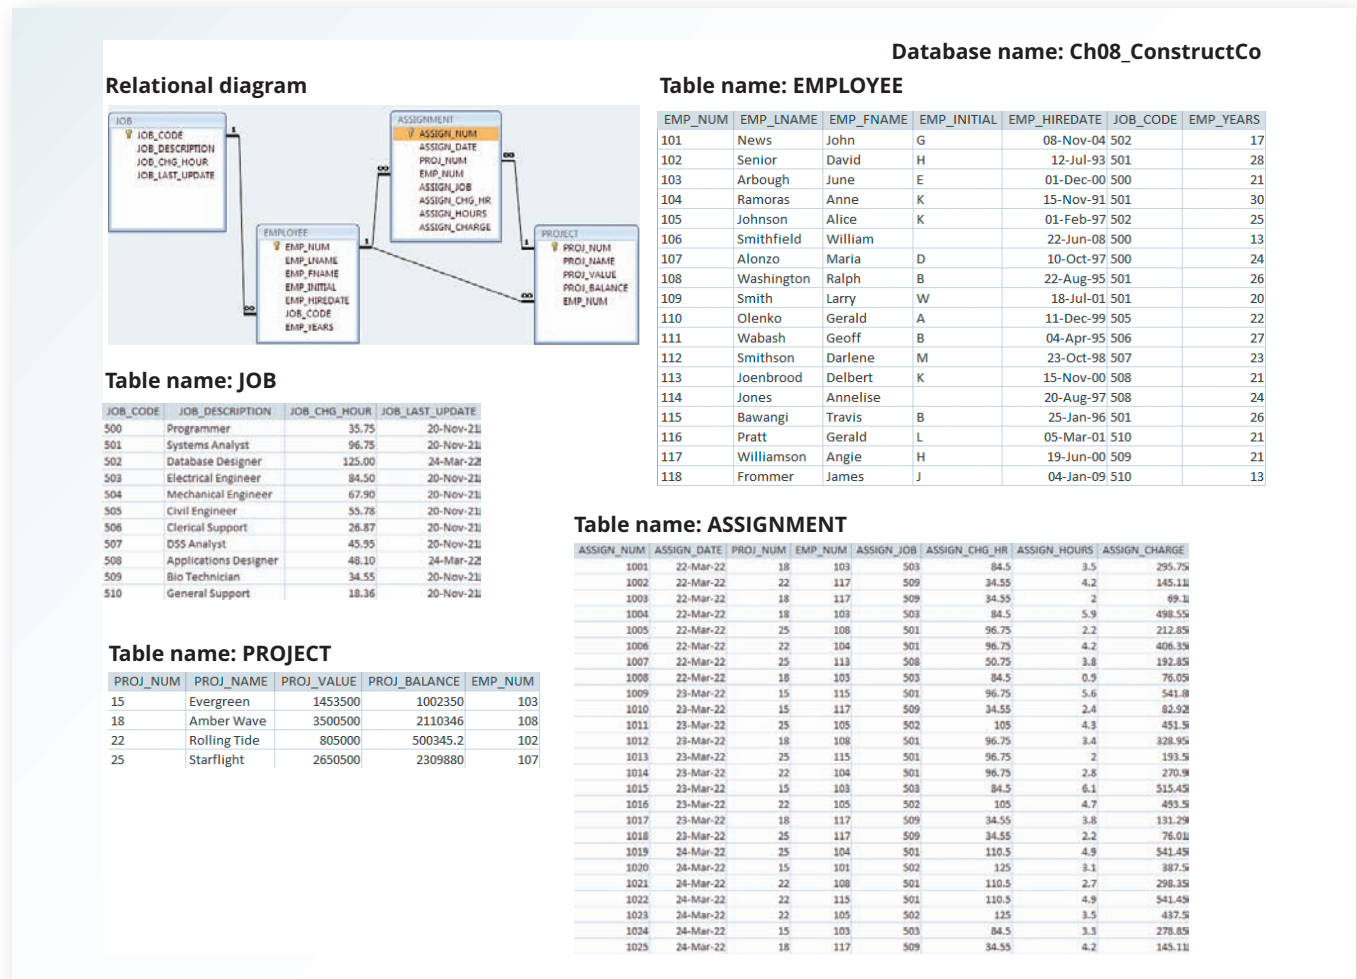 Database name: Ch08_ConstructCo
Relational diagram
JOB
JOB_CODE
JOB_DESCRIPTION
JOB_CHG_HOUR
JOB_LAST_UPDATE
1
∞
EMPLOYEE
EMP_NUM
EMP_LNAME
EMP_FNAME
EMP_INITIAL
EMP_HIREDATE
JOB_CODE
EMP_YEARS
1
∞
∞
ASSIGNMENT
ASSIGN_NUM
ASSIGN_DATE
PROJ_NUM
EMP_NUM
ASSIGN_JOB
ASSIGN_CHG_HR
ASSIGN_HOURS
ASSIGN_CHARGE
∞
1
PROJECT
PROJ_NUM
PROJ_NAME
PROJ_VALUE
PROJ_BALANCE
EMP_NUM
Table name: EMPLOYEE
EMP_NUM EMP_LNAME EMP_FNAME EMP_INITIAL EMP_HIREDATE JOB_CODE EMP_YEARS
101 News John G 08-Nov-04 502 17
102 Senior David H 12-Jul-93 501 28
103 Arbough June E 01-Dec-00 500 21
104 Ramoras Anne K 15-Nov-91 501 30
105 Johnson Alice K 01-Feb-97 502 25
106 Smithfield William 22-Jun-08 500 13
107 Alonzo Maria D 10-Oct-97 500 24
108 Washington Ralph B 22-Aug-95 501 26
109 Smith Larry W 18-Jul-01 501 20
110 Olenko Gerald A 11-Dec-99 505 22
111 Wabash Geoff B 04-Apr-95 506 27
112 Smithson Darlene M 23-Oct-98 507 23
113 Joenbrood Delbert K 15-Nov-00 508 21
114 Jones Annelise 20-Aug-97 508 24
115 Bawangi Travis B 25-Jan-96 501 26
116 Pratt Gerald L 05-Mar-01 510 21
117 Williamson Angie H 19-Jun-00 509 21
118 Frommer James J 04-Jan-09 510 13
Table name: JOB
JOB_CODE JOB_DESCRIPTION JOB_CHG_HOUR JOB_LAST_UPDATE
500 Programmer 35.75 20-Nov-21
501 Systems Analyst 96.75 20-Nov-21
502 Database Designer 125.00 24-Mar-22
503 Electrical Engineer 84.50 20-Nov-21
504 Mechanical Engineer 67.90 20-Nov-21
505 Civil Engineer 55.78 20-Nov-21
506 Clerical Support 26.87 20-Nov-21
507 DSS Analyst 45.95 20-Nov-21
508 Applications Designer 48.10 24-Mar-22
509 Bio Technician 34.55 20-Nov-21
510 General Support 18.36 20-Nov-21
Table name: PROJECT
PROJ_NUM PROJ_NAME PROJ_VALUE PROJ_BALANCE EMP_NUM
15 Evergreen 1453500 1002350 103
18 Amber Wave 3500500 2110346 108
22 Rolling Tide 805000 500345.2 102
25 Starflight 2650500 2309880 107
Table name: ASSIGNMENT
ASSIGN_NUM ASSIGN_DATE PROJ_NUM EMP_NUM ASSIGN_JOB ASSIGN_CHG_HR ASSIGN_HOURS ASSIGN_CHARGE
1001 22-Mar-22 18 103 503 84.5 3.5 295.75
1002 22-Mar-22 22 117 509 34.55 4.2 145.11
1003 22-Mar-22 18 117 509 34.55 2 69.1
1004 22-Mar-22 18 103 503 84.5 5.9 498.55
1005 22-Mar-22 25 108 501 96.75 2.2 212.85
1006 22-Mar-22 22 104 501 96.75 4.2 406.35
1007 22-Mar-22 25 113 508 50.75 3.8 192.85
1008 22-Mar-22 18 103 503 84.5 0.9 76.05
1009 23-Mar-22 15 115 501 96.75 5.6 541.8
1010 23-Mar-22 15 117 509 34.55 2.4 82.92
1011 23-Mar-22 25 105 502 105 4.3 451.5
1012 23-Mar-22 18 108 501 96.75 3.4 328.95
1013 23-Mar-22 25 115 501 96.75 2 193.5
1014 23-Mar-22 22 104 501 96.75 2.8 270.9
1015 23-Mar-22 15 103 503 84.5 6.1 515.45
1016 23-Mar-22 22 105 502 105 4.7 493.5
1017 23-Mar-22 18 117 509 34.55 3.8 131.29
1018 23-Mar-22 25 117 509 34.55 2.2 76.01
1019 24-Mar-22 25 104 501 110.5 4.9 541.45
1020 24-Mar-22 15 101 502 125 3.1 387.5
1021 24-Mar-22 22 108 501 110.5 2.7 298.35
1022 24-Mar-22 22 115 501 110.5 4.9 541.45
1023 24-Mar-22 22 105 502 125 3.5 437.5
1024 24-Mar-22 15 103 503 84.5 3.3 278.85
1025 24-Mar-22 18 117 509 34.55 4.2 145.11